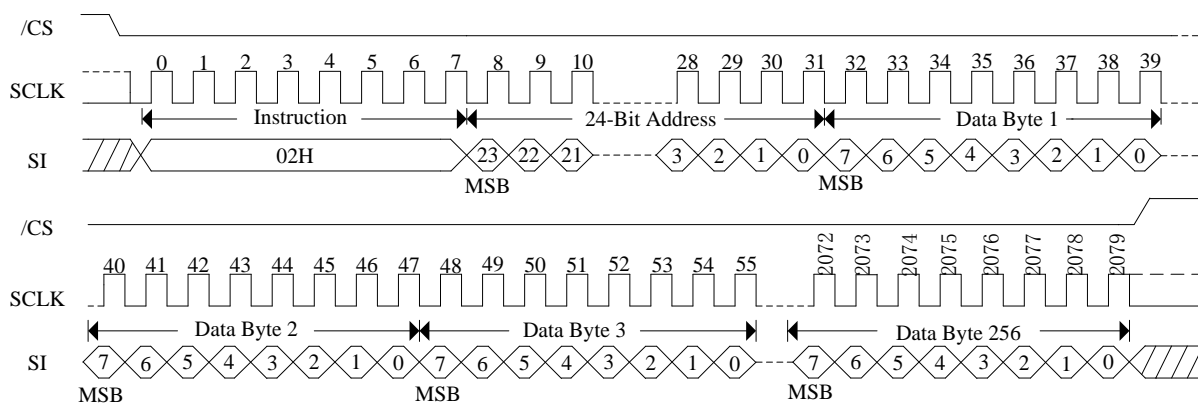 /CS
0 1 2 3 4 5 6 7 8 9 10 28 29 30 31 32 33 34 35 36 37 38 39
SCLK
Instruction 24-Bit Address Data Byte 1
SI 02H 23 22 21 3 2 1 0 7 6 5 4 3 2 1 0
MSB MSB
/CS
40 41 42 43 44 45 46 47 48 49 50 51 52 53 54 55 2072 2073 2074 2075 2076 2077 2078 2079
SCLK
Data Byte 2 Data Byte 3 Data Byte 256
SI 7 6 5 4 3 2 1 0 7 6 5 4 3 2 1 0 7 6 5 4 3 2 1 0
MSB MSB MSB